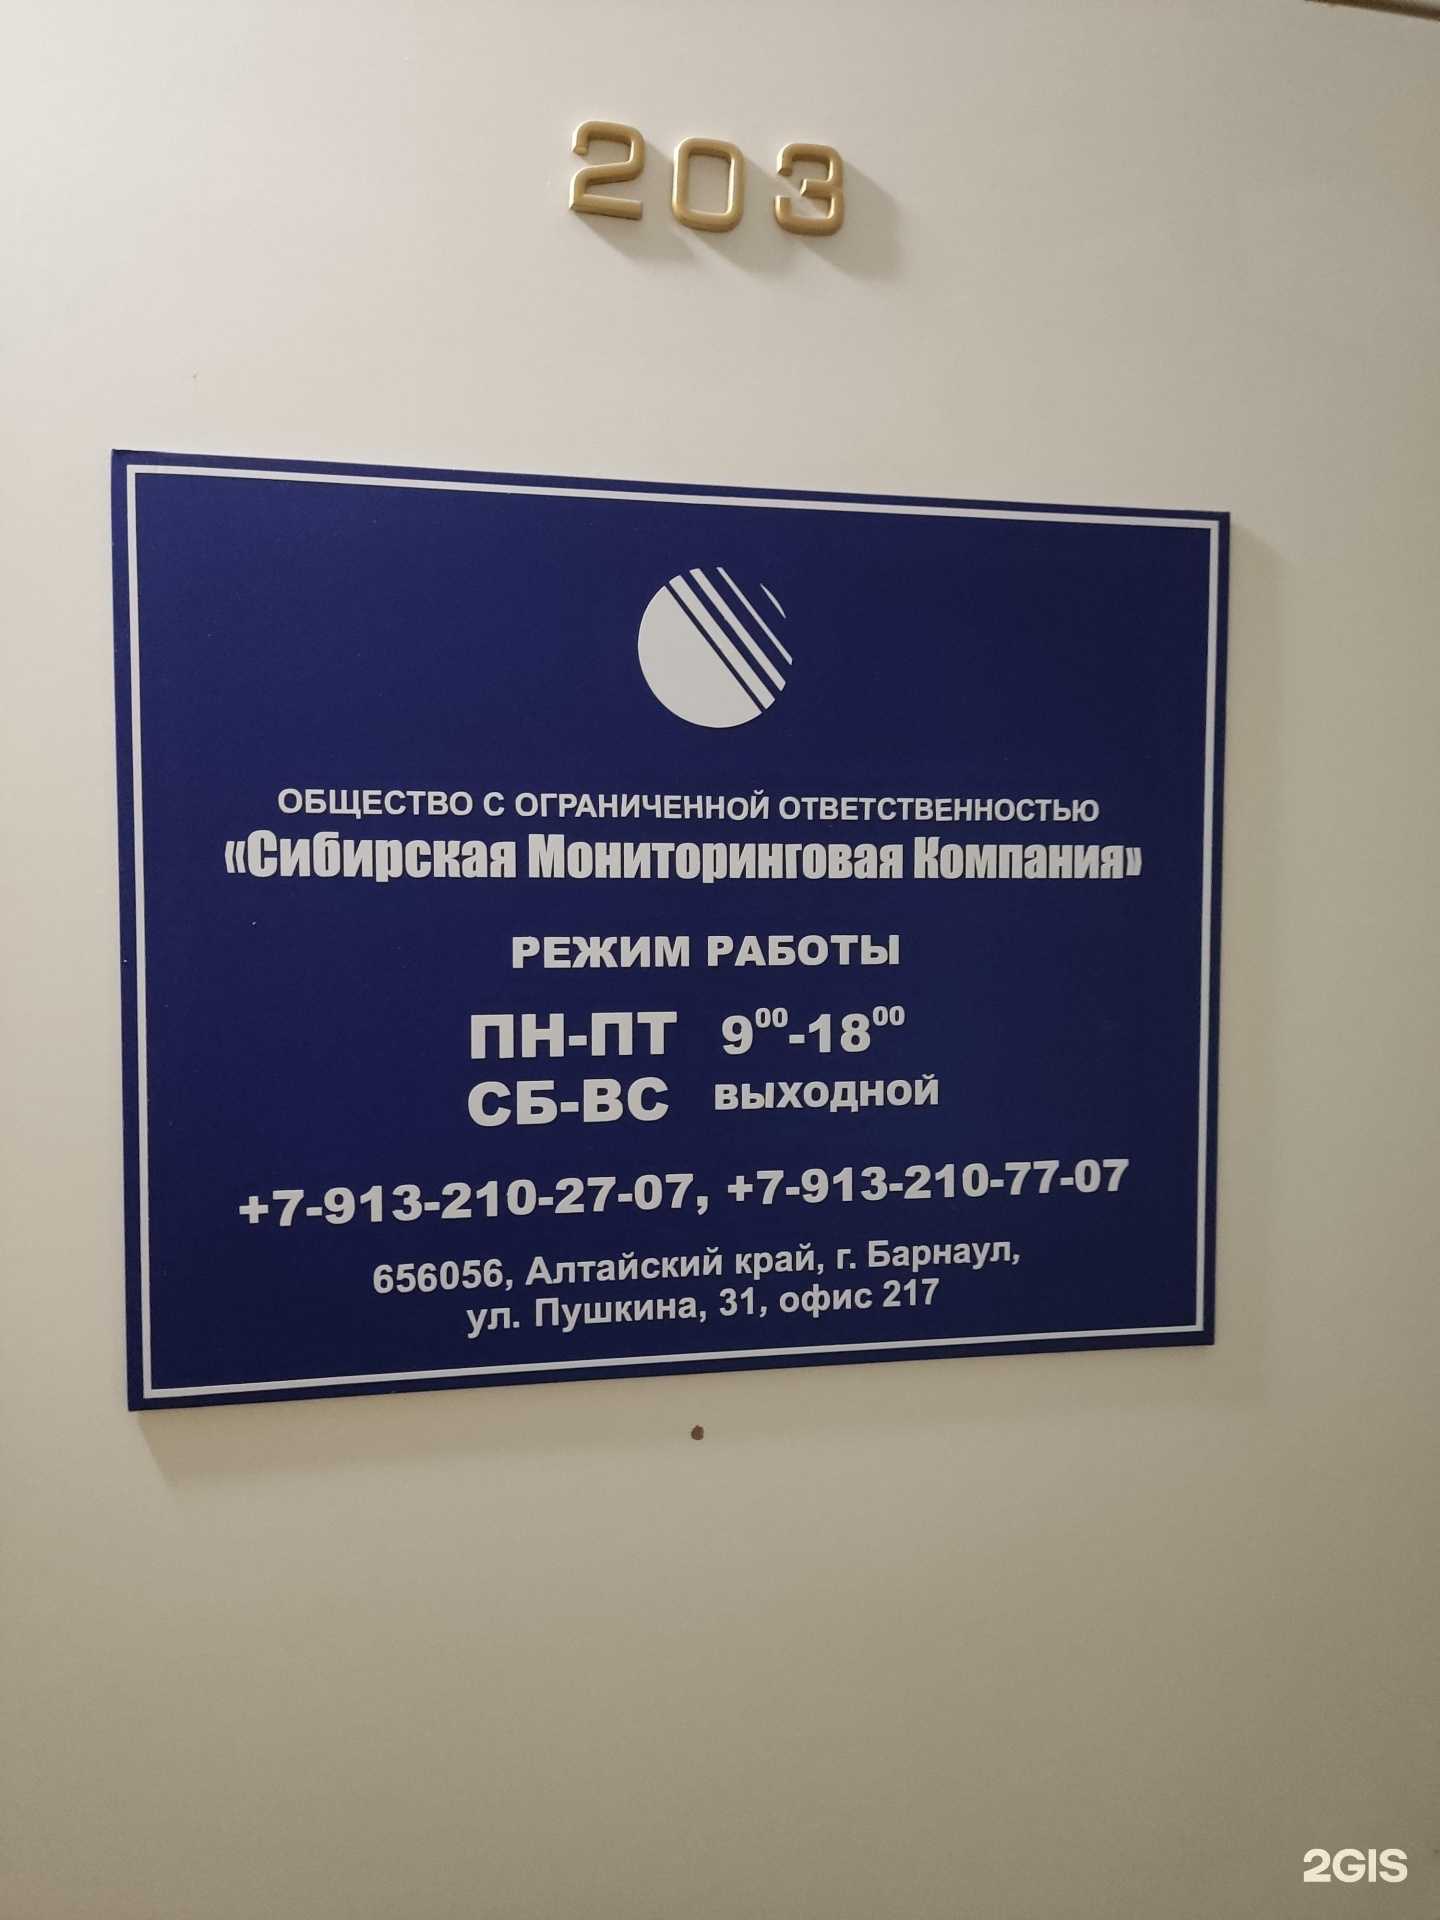 203
ОБЩЕСТВО С ОГРАНИЧЕННОЙ ОТВЕТСТВЕННОСТЬЮ
«Сибирская Мониторинговая Компания»
РЕЖИМ РАБОТЫ
ПН-ПТ 9⁰⁰-18⁰⁰
СБ-ВС ВЫХОДНОЙ
+7-913-210-27-07, +7-913-210-77-07
656056, Алтайский край, г. Барнаул,
ул. Пушкина, 31, офис 217
2GIS